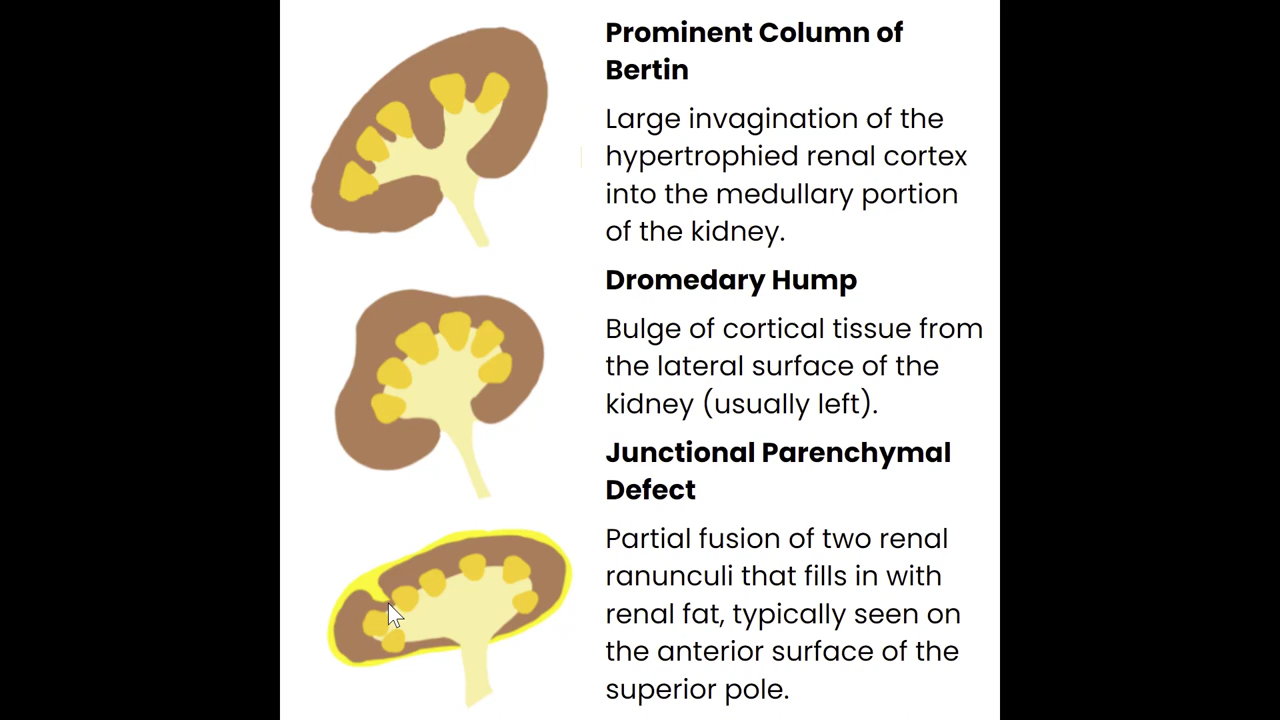 Prominent Column of
Bertin
Large invagination of the
hypertrophied renal cortex
into the medullary portion
of the kidney.
Dromedary Hump
Bulge of cortical tissue from
the lateral surface of the
kidney (usually left).
Junctional Parenchymal
Defect
Partial fusion of two renal
ranunculi that fills in with
renal fat, typically seen on
the anterior surface of the
superior pole.